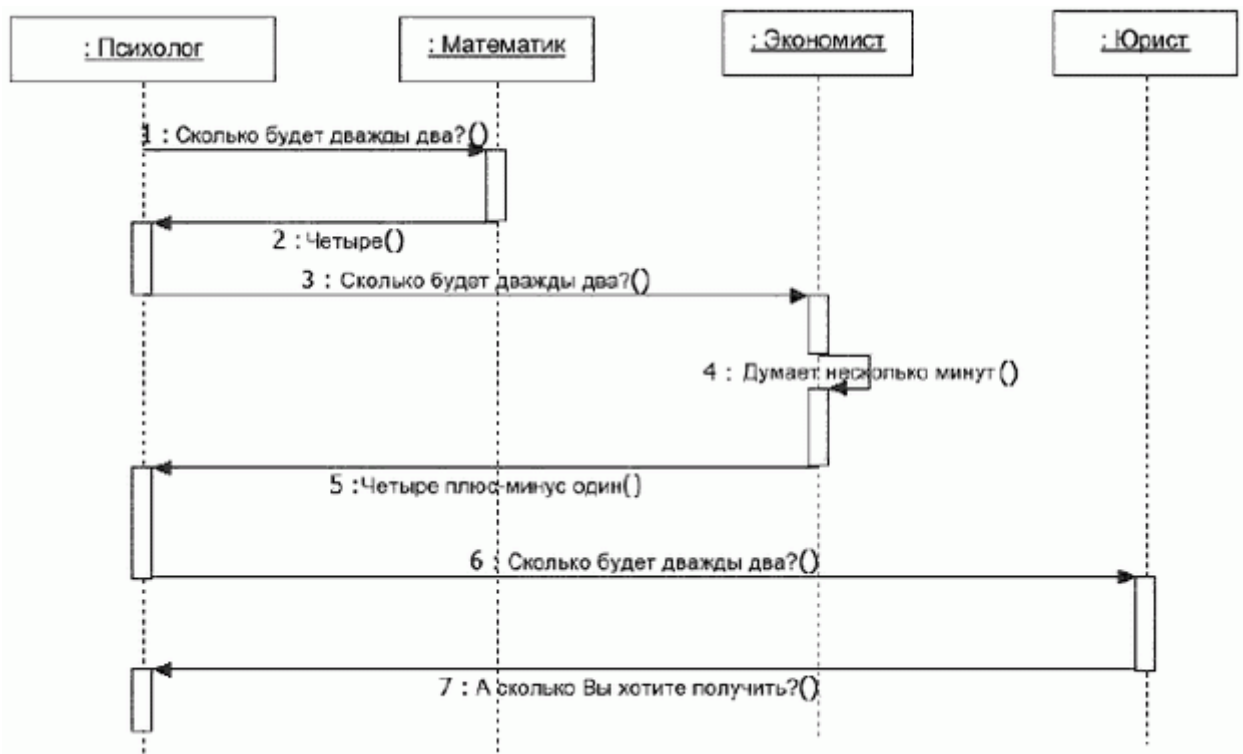 : Психолог
: Математик
: Экономист
: Юрист
1 : Сколько будет дважды два?()
2 : Четыре()
3 : Сколько будет дважды два?()
4 : Думает несколько минут()
5 :Четыре плюс-минус один()
6 : Сколько будет дважды два?()
7 : А сколько Вы хотите получить?()